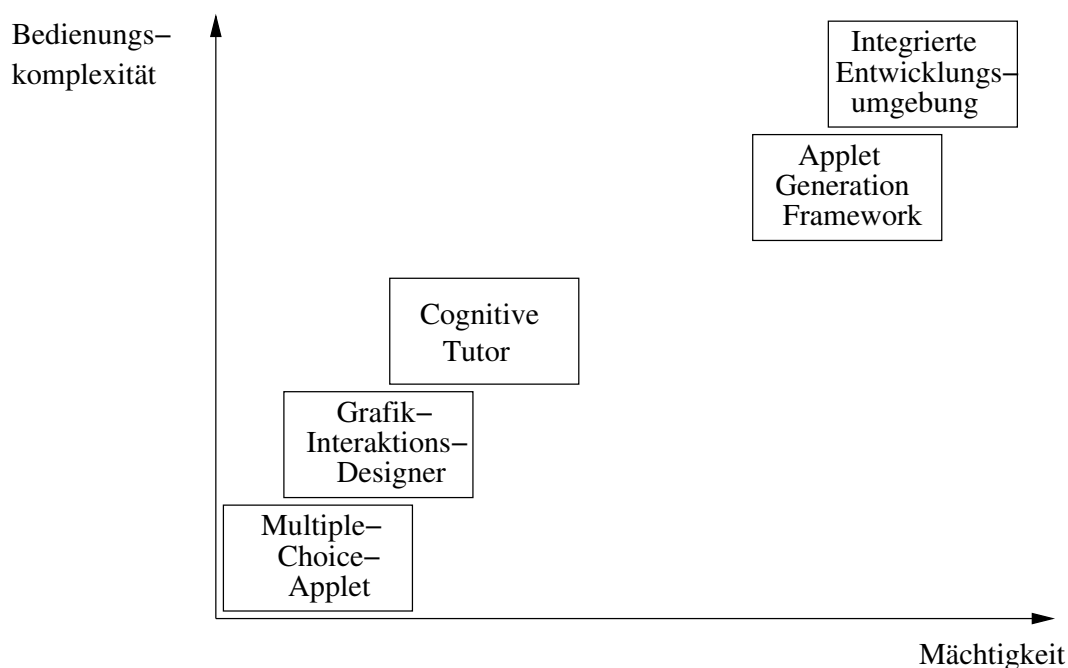 Bedienungs–
komplexität
Integrierte
Entwicklungs–
umgebung
Applet
Generation
Framework
Cognitive
Tutor
Grafik–
Interaktions–
Designer
Multiple–
Choice–
Applet
Mächtigkeit